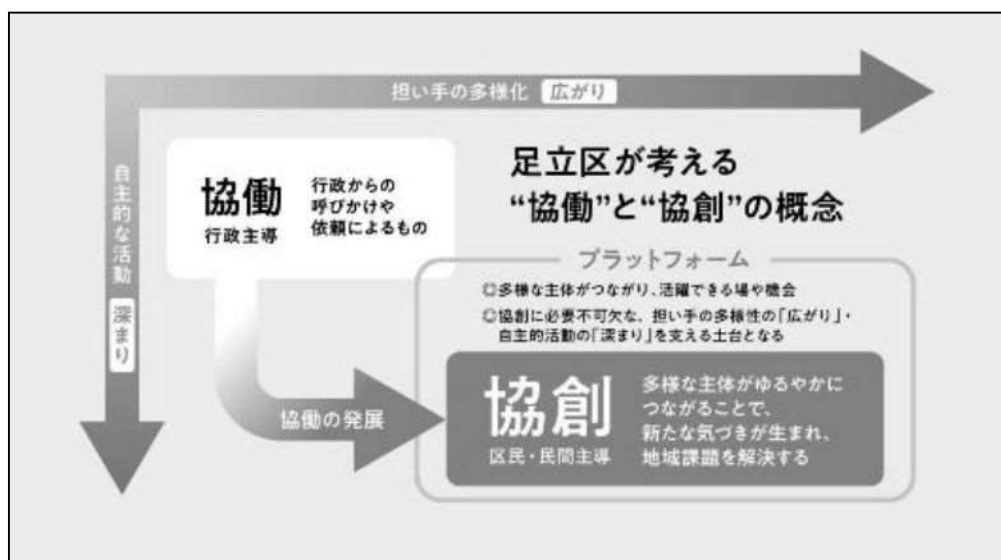 担い手の多様化 広がり
自主的な活動 深まり
足立区が考える
“協働”と“協創”の概念
協働
行政主導
行政からの
呼びかけや
依頼によるもの
プラットフォーム
◎多様な主体がつながり、活躍できる場や機会
◎協創に必要不可欠な、担い手の多様性の「広がり」・
自主的活動の「深まり」を支える土台となる
協働の発展
協創
区民・民間主導
多様な主体がゆるやかに
つながることで、
新たな気づきが生まれ、
地域課題を解決する